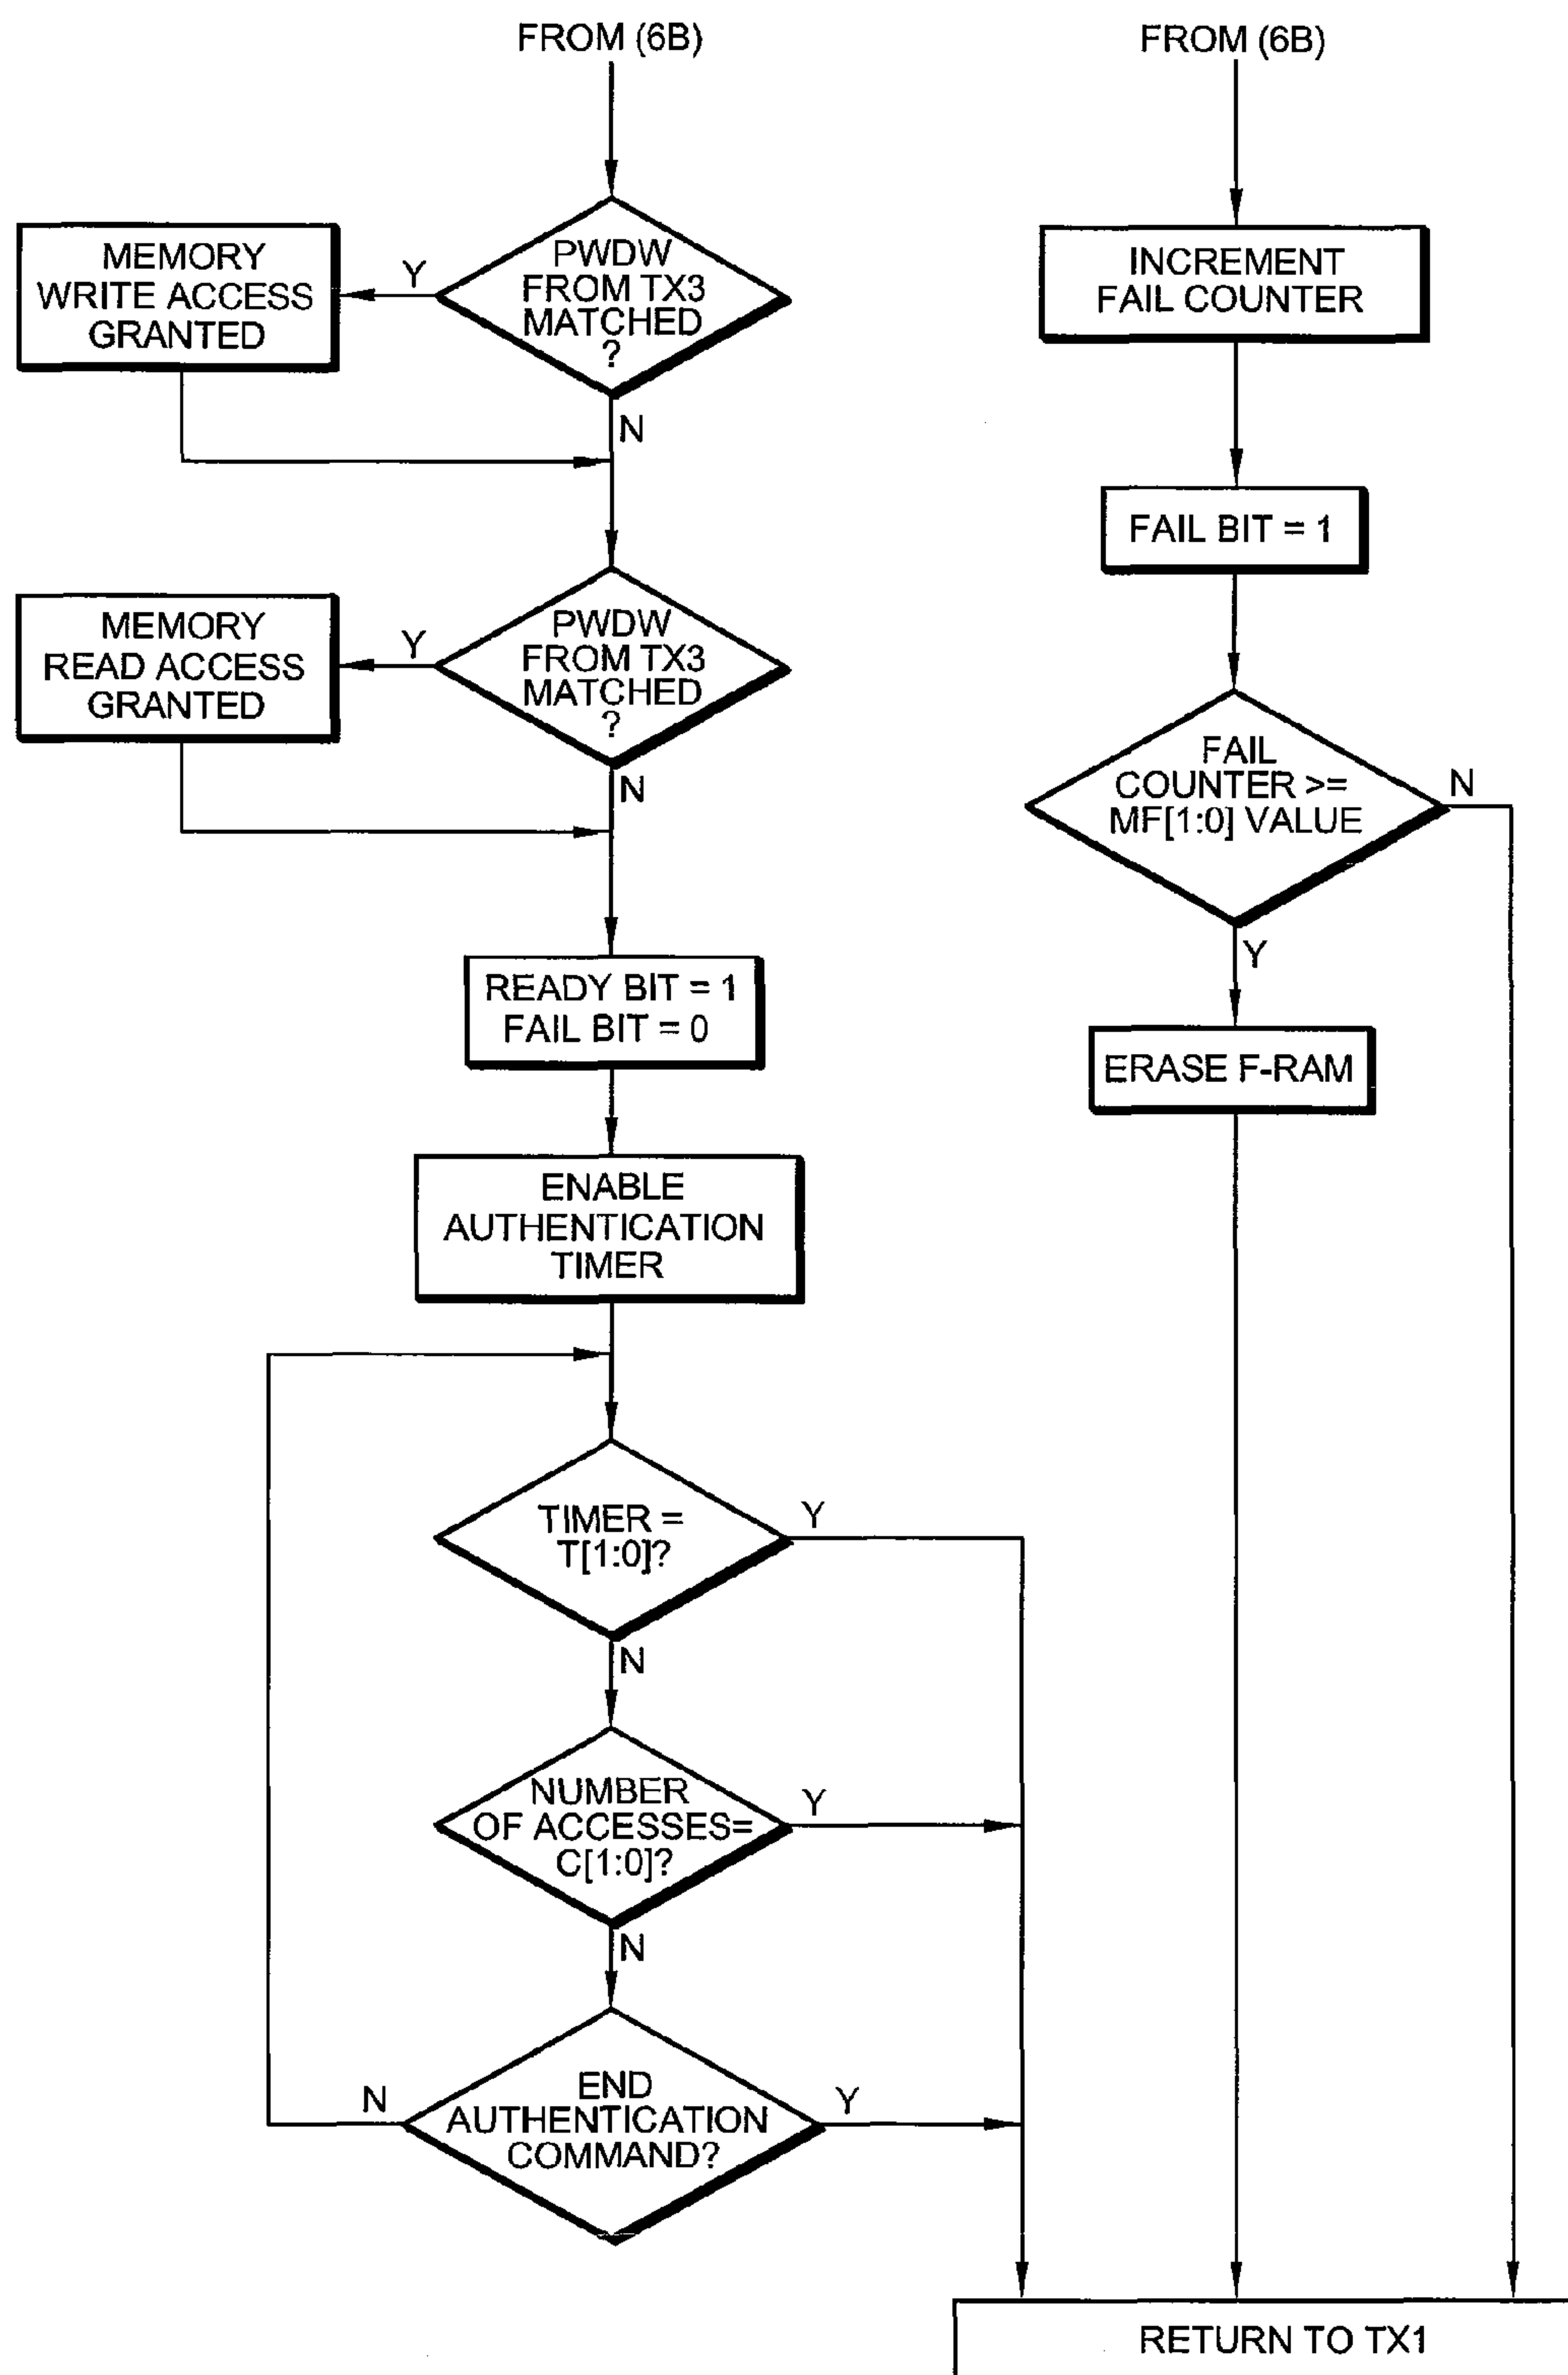 FROM (6B)
PWDW
FROM TX3
MATCHED
?
Y
MEMORY
WRITE ACCESS
GRANTED
N
PWDW
FROM TX3
MATCHED
?
Y
MEMORY
READ ACCESS
GRANTED
N
READY BIT = 1
FAIL BIT = 0
ENABLE
AUTHENTICATION
TIMER
TIMER =
T[1:0]?
Y
N
NUMBER
OF ACCESSES=
C[1:0]?
Y
N
END
AUTHENTICATION
COMMAND?
N
Y
FROM (6B)
INCREMENT
FAIL COUNTER
FAIL BIT = 1
FAIL
COUNTER >=
MF[1:0] VALUE
N
Y
ERASE F-RAM
RETURN TO TX1